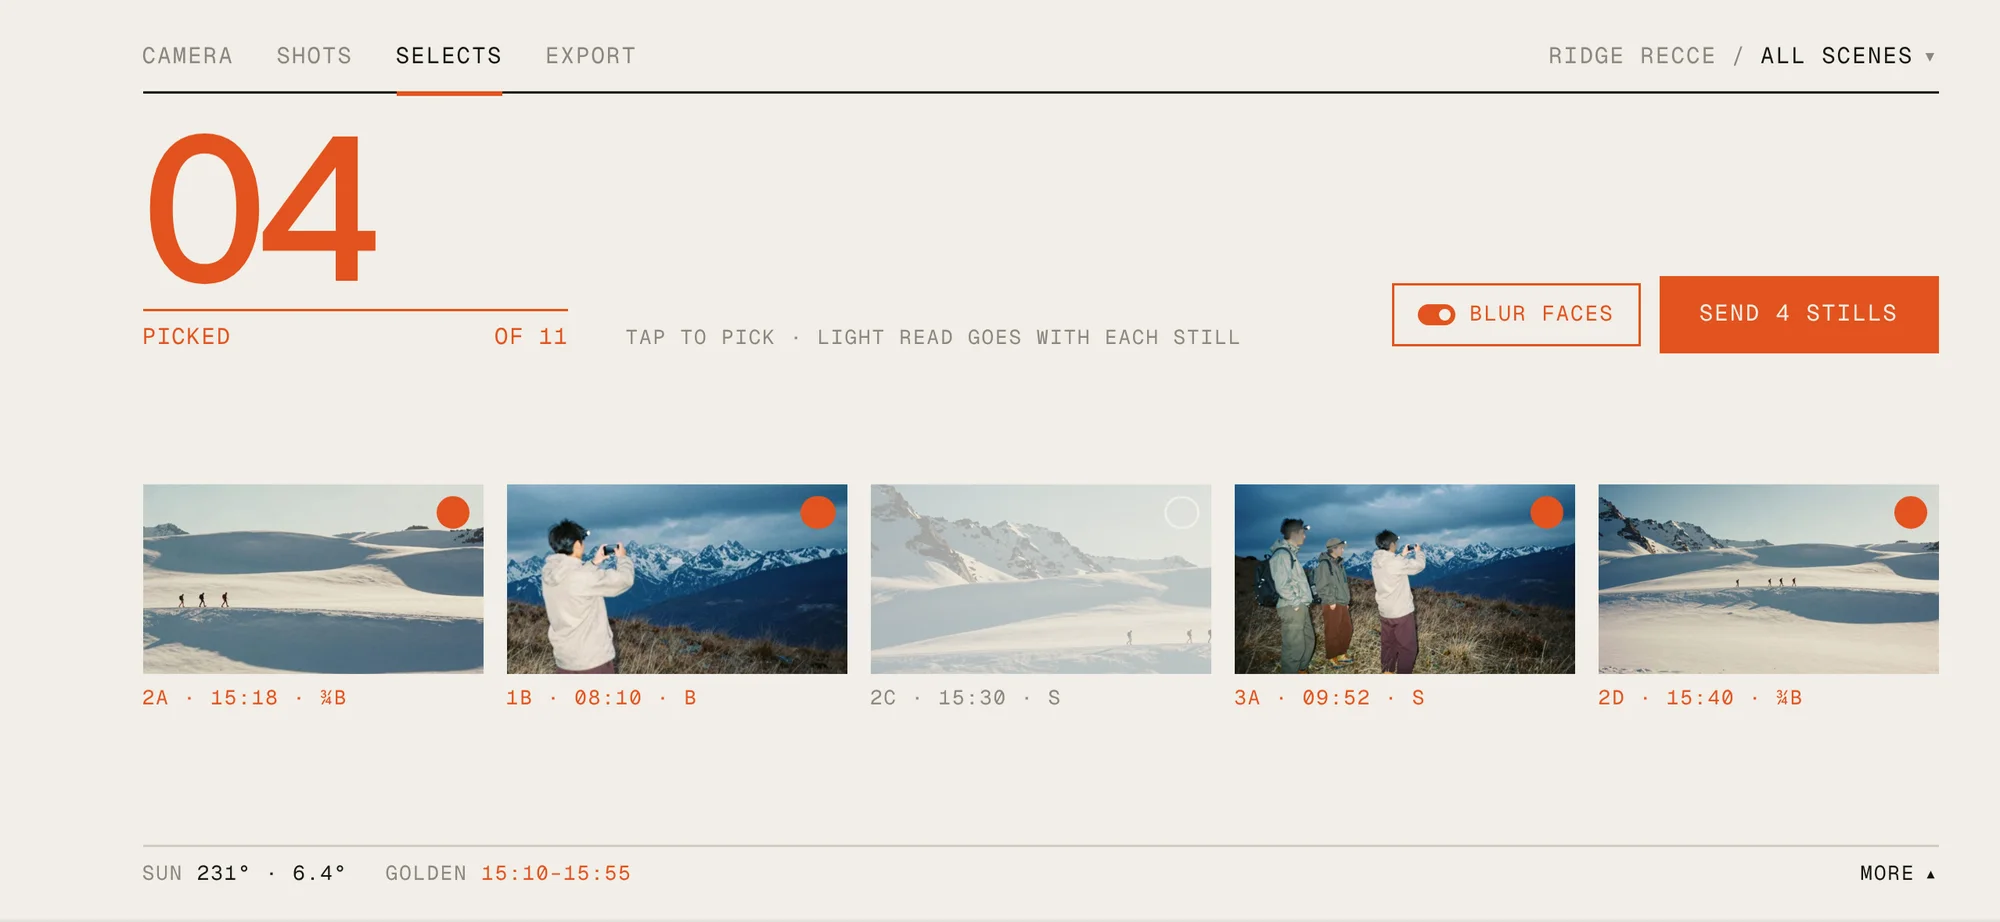 CAMERA SHOTS SELECTS EXPORT RIDGE RECCE / ALL SCENES ▼
04
PICKED OF 11
TAP TO PICK · LIGHT READ GOES WITH EACH STILL
BLUR FACES
SEND 4 STILLS
2A · 15:18 · ¾B
1B · 08:10 · B
2C · 15:30 · S
3A · 09:52 · S
2D · 15:40 · ¾B
SUN 231° · 6.4° GOLDEN 15:10–15:55 MORE ▲